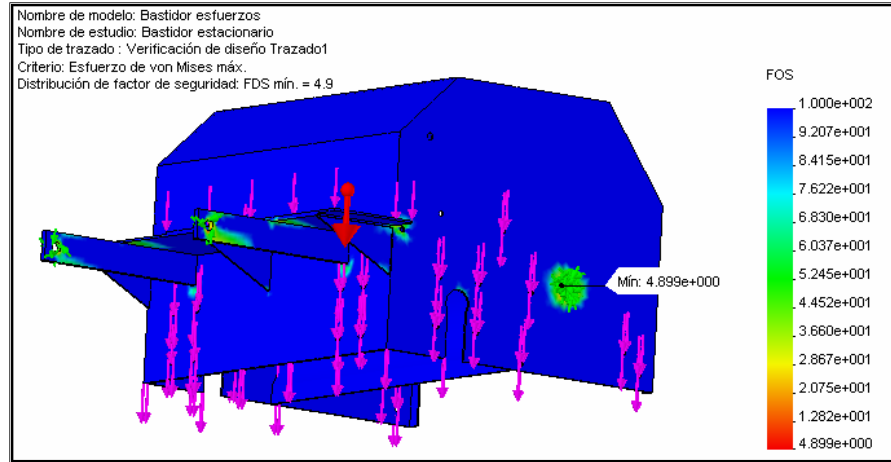 Nombre de modelo: Bastidor esfuerzos
Nombre de estudio: Bastidor estacionario
Tipo de trazado : Verificación de diseño Trazado1
Criterio: Esfuerzo de von Mises máx.
Distribución de factor de seguridad: FDS mín. = 4.9
FOS
1.000e+002
9.207e+001
8.415e+001
7.622e+001
6.830e+001
6.037e+001
5.245e+001
4.452e+001
3.660e+001
2.867e+001
2.075e+001
1.282e+001
4.899e+000
Mín: 4.899e+000